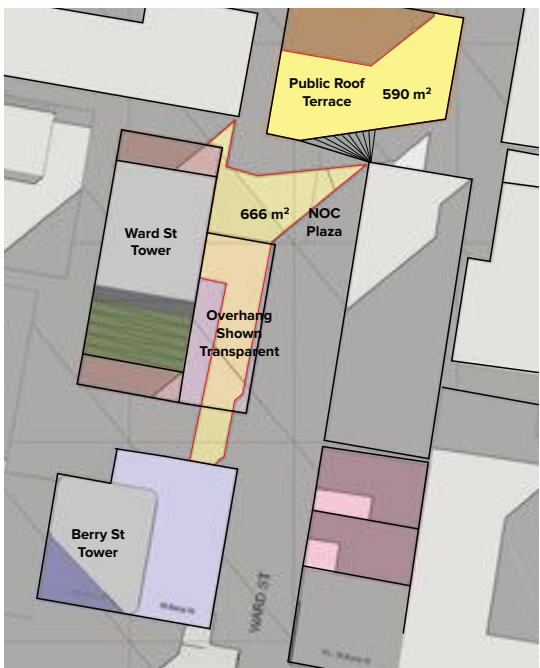 Public Roof
Terrace
590 m²
666 m²
NOC
Plaza
Ward St
Tower
Overhang
Shown
Transparent
Berry St
Tower
WARD ST